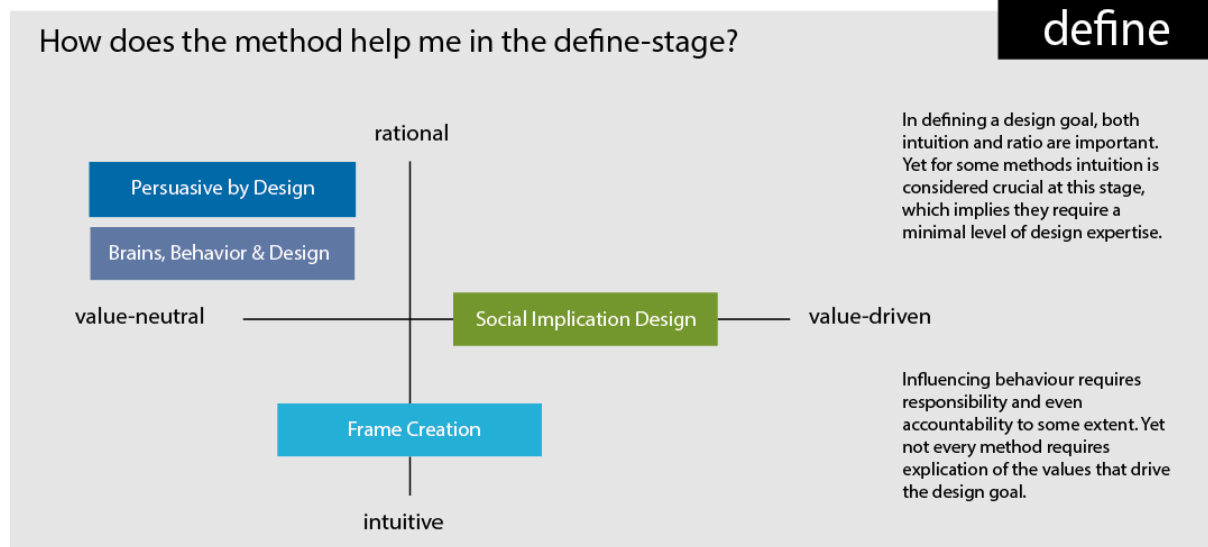 How does the method help me in the define-stage?
define
rational
In defining a design goal, both
intuition and ratio are important.
Yet for some methods intuition is
considered crucial at this stage,
which implies they require a
minimal level of design expertise.
Persuasive by Design
Brains, Behavior & Design
value-neutral
Social Implication Design
value-driven
Influencing behaviour requires
responsibility and even
accountability to some extent. Yet
not every method requires
explication of the values that drive
the design goal.
Frame Creation
intuitive